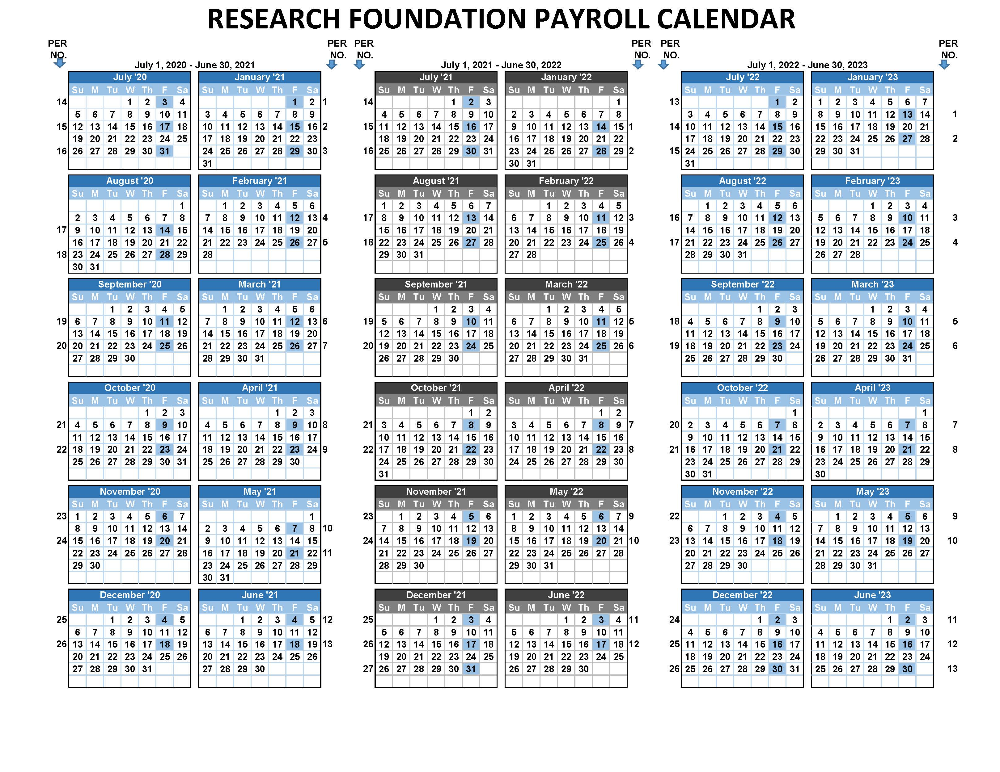 RESEARCH FOUNDATION PAYROLL CALENDAR
PER PER PER PER PER PER
NO. NO. NO. NO. NO. NO.
July 1, 2020 - June 30, 2021 July 1, 2021 - June 30, 2022 July 1, 2022 - June 30, 2023
July '20 January '21 July '21 January '22 July '22 January '23
Su M Tu W Th F Sa Su M Tu W Th F Sa Su M Tu W Th F Sa Su M Tu W Th F Sa Su M Tu W Th F Sa Su M Tu W Th F Sa
14 1 2 3 4 1 2 1 14 1 2 3 1 13 1 2 1 2 3 4 5 6 7
5 6 7 8 9 10 11 3 4 5 6 7 8 9 4 5 6 7 8 9 10 2 3 4 5 6 7 8 3 4 5 6 7 8 9 8 9 10 11 12 13 14 1
15 12 13 14 15 16 17 18 10 11 12 13 14 15 16 2 15 11 12 13 14 15 16 17 9 10 11 12 13 14 15 1 14 10 11 12 13 14 15 16 15 16 17 18 19 20 21
19 20 21 22 23 24 25 17 18 19 20 21 22 23 18 19 20 21 22 23 24 16 17 18 19 20 21 22 17 18 19 20 21 22 23 22 23 24 25 26 27 28 2
16 26 27 28 29 30 31 24 25 26 27 28 29 30 3 16 25 26 27 28 29 30 31 23 24 25 26 27 28 29 2 15 24 25 26 27 28 29 30 29 30 31
31 30 31 31
August '20 February '21 August '21 February '22 August '22 February '23
Su M Tu W Th F Sa Su M Tu W Th F Sa Su M Tu W Th F Sa Su M Tu W Th F Sa Su M Tu W Th F Sa Su M Tu W Th F Sa
1 1 2 3 4 5 6 1 2 3 4 5 6 7 1 2 3 4 5 1 2 3 4 5 6 1 2 3 4
2 3 4 5 6 7 8 7 8 9 10 11 12 13 4 17 8 9 10 11 12 13 14 6 7 8 9 10 11 12 3 16 7 8 9 10 11 12 13 5 6 7 8 9 10 11 3
17 9 10 11 12 13 14 15 14 15 16 17 18 19 20 15 16 17 18 19 20 21 13 14 15 16 17 18 19 14 15 16 17 18 19 20 12 13 14 15 16 17 18
16 17 18 19 20 21 22 21 22 23 24 25 26 27 5 18 22 23 24 25 26 27 28 20 21 22 23 24 25 26 4 17 21 22 23 24 25 26 27 19 20 21 22 23 24 25 4
18 23 24 25 26 27 28 29 28 29 30 31 27 28 28 29 30 31 26 27 28
30 31
September '20 March '21 September '21 March '22 September '22 March '23
Su M Tu W Th F Sa Su M Tu W Th F Sa Su M Tu W Th F Sa Su M Tu W Th F Sa Su M Tu W Th F Sa Su M Tu W Th F Sa
1 2 3 4 5 1 2 3 4 5 6 1 2 3 4 1 2 3 4 5 1 2 3 1 2 3 4
19 6 7 8 9 10 11 12 7 8 9 10 11 12 13 6 19 5 6 7 8 9 10 11 6 7 8 9 10 11 12 5 18 4 5 6 7 8 9 10 5 6 7 8 9 10 11 5
13 14 15 16 17 18 19 14 15 16 17 18 19 20 12 13 14 15 16 17 18 13 14 15 16 17 18 19 11 12 13 14 15 16 17 12 13 14 15 16 17 18
20 20 21 22 23 24 25 26 21 22 23 24 25 26 27 7 20 19 20 21 22 23 24 25 20 21 22 23 24 25 26 6 19 18 19 20 21 22 23 24 19 20 21 22 23 24 25 6
27 28 29 30 28 29 30 31 26 27 28 29 30 27 28 29 30 31 25 26 27 28 29 30 26 27 28 29 30 31
October '20 April '21 October '21 April '22 October '22 April '23
Su M Tu W Th F Sa Su M Tu W Th F Sa Su M Tu W Th F Sa Su M Tu W Th F Sa Su M Tu W Th F Sa Su M Tu W Th F Sa
1 2 3 1 2 3 1 2 1 2 1 1
21 4 5 6 7 8 9 10 4 5 6 7 8 9 10 8 21 3 4 5 6 7 8 9 3 4 5 6 7 8 9 7 20 2 3 4 5 6 7 8 2 3 4 5 6 7 8 7
11 12 13 14 15 16 17 11 12 13 14 15 16 17 10 11 12 13 14 15 16 10 11 12 13 14 15 16 9 10 11 12 13 14 15 9 10 11 12 13 14 15
22 18 19 20 21 22 23 24 18 19 20 21 22 23 24 9 22 17 18 19 20 21 22 23 17 18 19 20 21 22 23 8 21 16 17 18 19 20 21 22 16 17 18 19 20 21 22 8
25 26 27 28 29 30 31 25 26 27 28 29 30 24 25 26 27 28 29 30 24 25 26 27 28 29 30 23 24 25 26 27 28 29 23 24 25 26 27 28 29
31 30 31 30
November '20 May '21 November '21 May '22 November '22 May '23
Su M Tu W Th F Sa Su M Tu W Th F Sa Su M Tu W Th F Sa Su M Tu W Th F Sa Su M Tu W Th F Sa Su M Tu W Th F Sa
23 1 2 3 4 5 6 7 1 23 1 2 3 4 5 6 1 2 3 4 5 6 7 9 22 1 2 3 4 5 1 2 3 4 5 6 9
8 9 10 11 12 13 14 2 3 4 5 6 7 8 10 7 8 9 10 11 12 13 8 9 10 11 12 13 14 6 7 8 9 10 11 12 7 8 9 10 11 12 13
24 15 16 17 18 19 20 21 9 10 11 12 13 14 15 24 14 15 16 17 18 19 20 15 16 17 18 19 20 21 10 23 13 14 15 16 17 18 19 14 15 16 17 18 19 20 10
22 23 24 25 26 27 28 16 17 18 19 20 21 22 11 21 22 23 24 25 26 27 22 23 24 25 26 27 28 20 21 22 23 24 25 26 21 22 23 24 25 26 27
29 30 23 24 25 26 27 28 29 28 29 30 29 30 31 27 28 29 30 28 29 30 31
30 31
December '20 June '21 December '21 June '22 December '22 June '23
Su M Tu W Th F Sa Su M Tu W Th F Sa Su M Tu W Th F Sa Su M Tu W Th F Sa Su M Tu W Th F Sa Su M Tu W Th F Sa
25 1 2 3 4 5 1 2 3 4 5 12 25 1 2 3 4 1 2 3 4 11 24 1 2 3 1 2 3 11
6 7 8 9 10 11 12 6 7 8 9 10 11 12 5 6 7 8 9 10 11 5 6 7 8 9 10 11 4 5 6 7 8 9 10 4 5 6 7 8 9 10
26 13 14 15 16 17 18 19 13 14 15 16 17 18 19 13 26 12 13 14 15 16 17 18 12 13 14 15 16 17 18 12 25 11 12 13 14 15 16 17 11 12 13 14 15 16 17 12
20 21 22 23 24 25 26 20 21 22 23 24 25 26 19 20 21 22 23 24 25 19 20 21 22 23 24 25 18 19 20 21 22 23 24 18 19 20 21 22 23 24
27 28 29 30 31 27 28 29 30 27 26 27 28 29 30 31 26 27 28 29 30 26 25 26 27 28 29 30 31 25 26 27 28 29 30 13